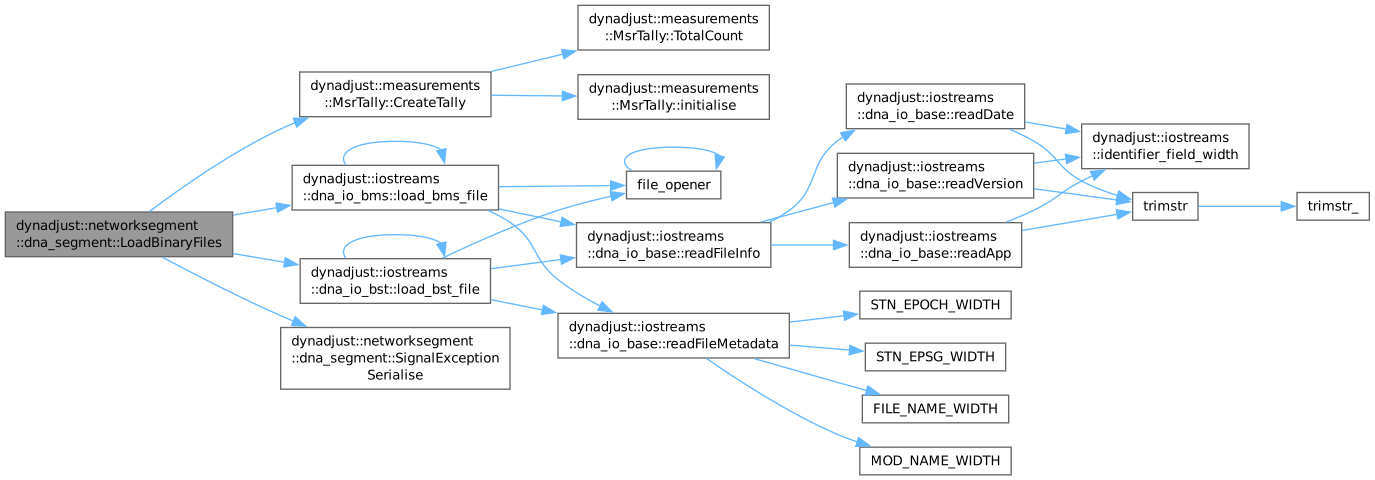 dynadjust::networksegment
::dna_segment::LoadBinaryFiles
dynadjust::measurements
::MsrTally::CreateTally
dynadjust::measurements
::MsrTally::TotalCount
dynadjust::measurements
::MsrTally::initialise
dynadjust::iostreams
::dna_io_bms::load_bms_file
file_opener
dynadjust::iostreams
::dna_io_base::readFileInfo
dynadjust::iostreams
::dna_io_base::readDate
dynadjust::iostreams
::identifier_field_width
trimstr
trimstr_
dynadjust::iostreams
::dna_io_base::readVersion
dynadjust::iostreams
::dna_io_base::readApp
dynadjust::iostreams
::dna_io_bst::load_bst_file
dynadjust::iostreams
::dna_io_base::readFileMetadata
STN_EPOCH_WIDTH
STN_EPSG_WIDTH
FILE_NAME_WIDTH
MOD_NAME_WIDTH
dynadjust::networksegment
::dna_segment::SignalException
Serialise